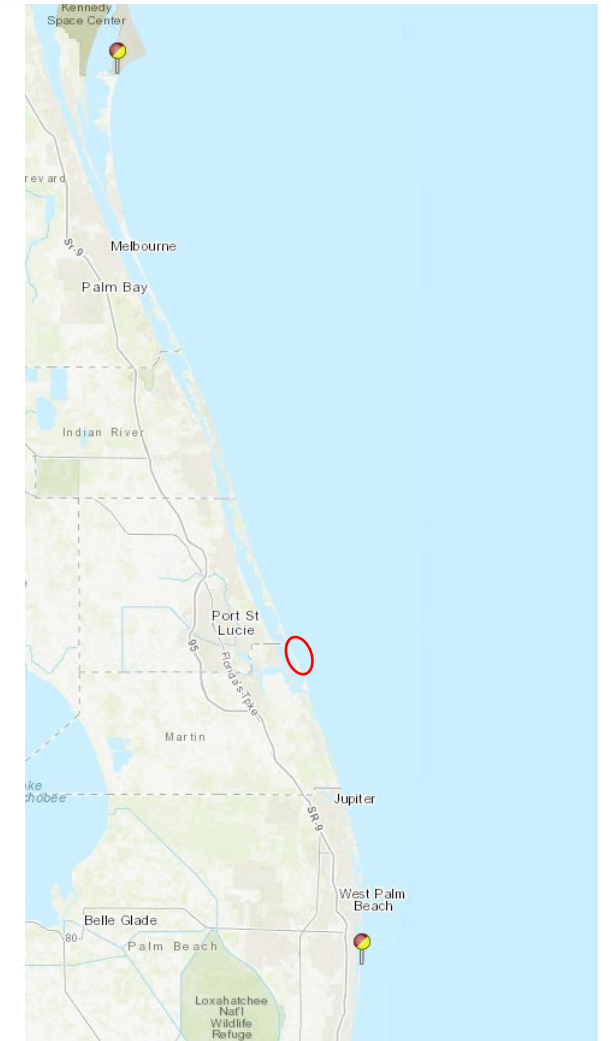 Kennedy
Space Center
revard
Sr-9
Melbourne
Palm Bay
Indian River
Port St
Lucie
95
Florida's Tpke
Martin
ke
chobee
SR-9
Jupiter
West Palm
Beach
Belle Glade
80
Palm Beach
Loxahatchee
Nat'l
Wildlife
Refuge